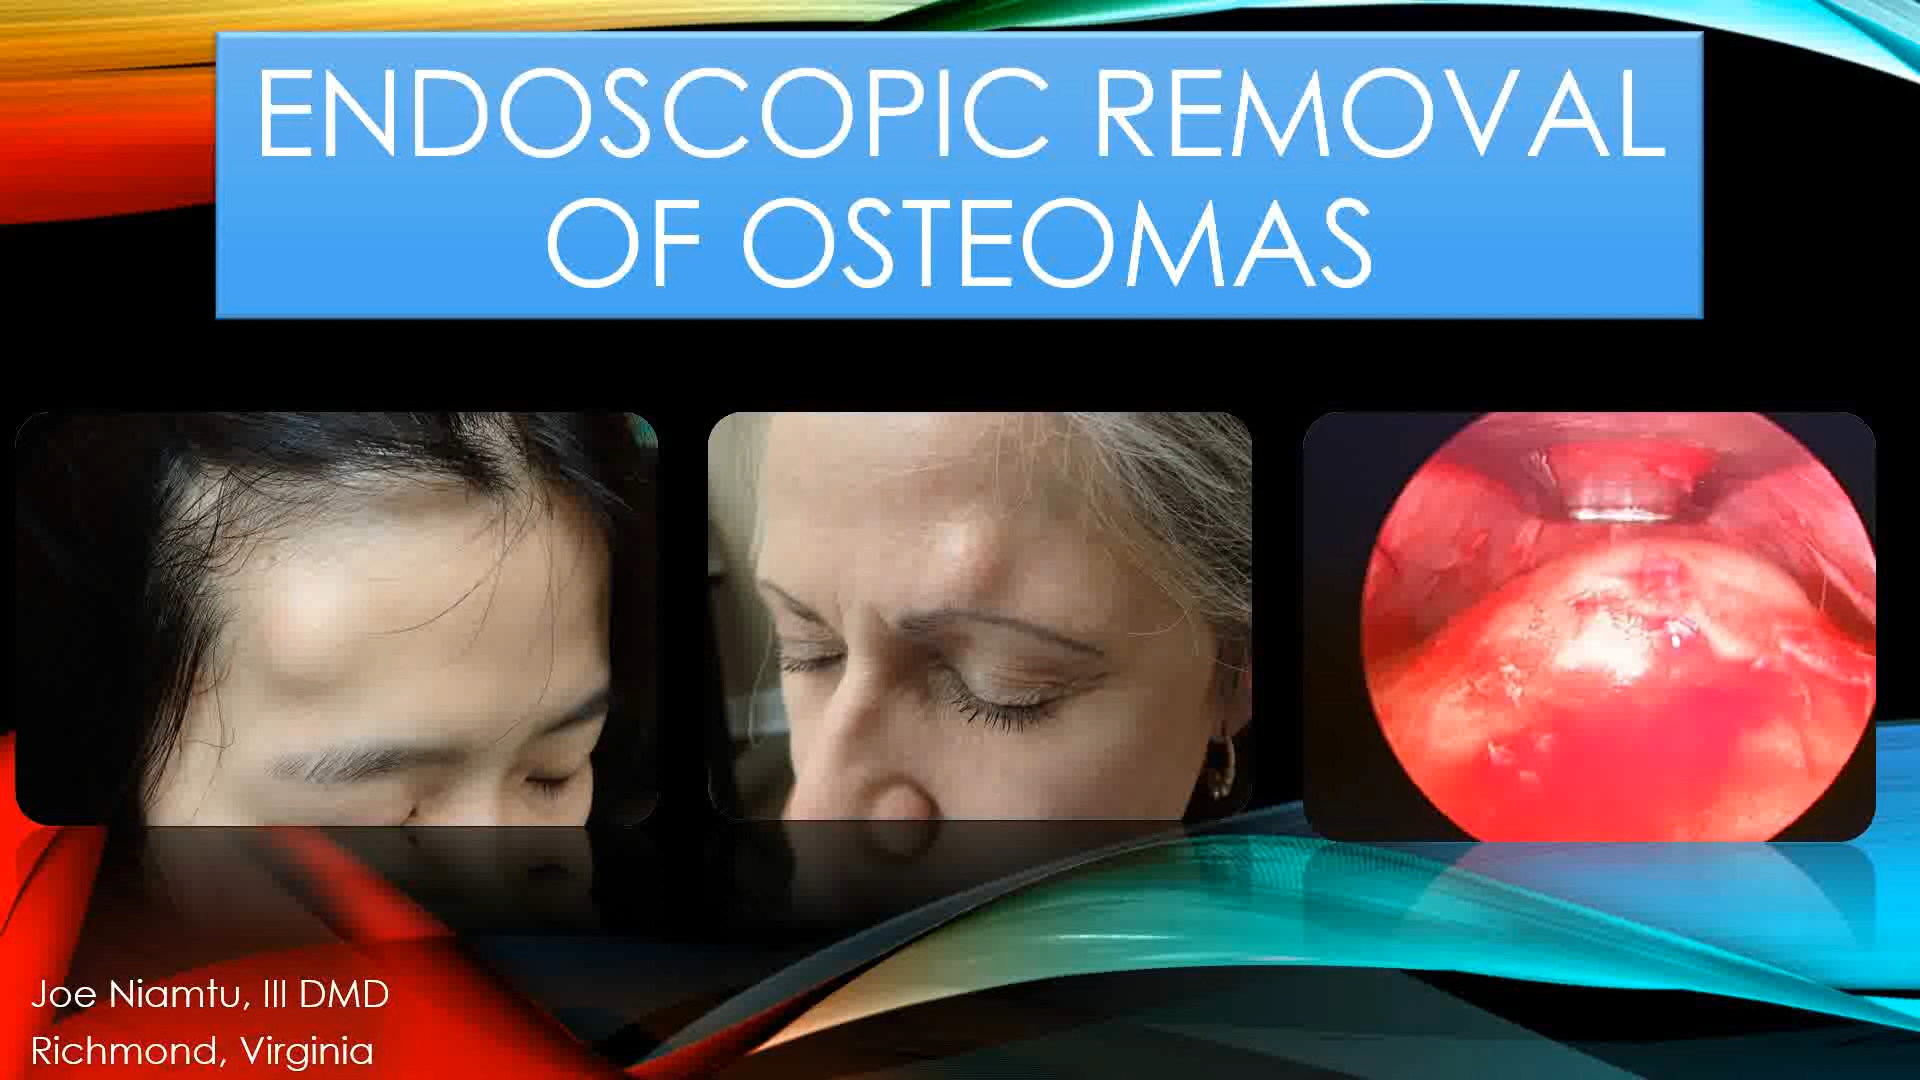 ENDOSCOPIC REMOVAL
OF OSTEOMAS
Joe Niamtu, III DMD
Richmond, Virginia